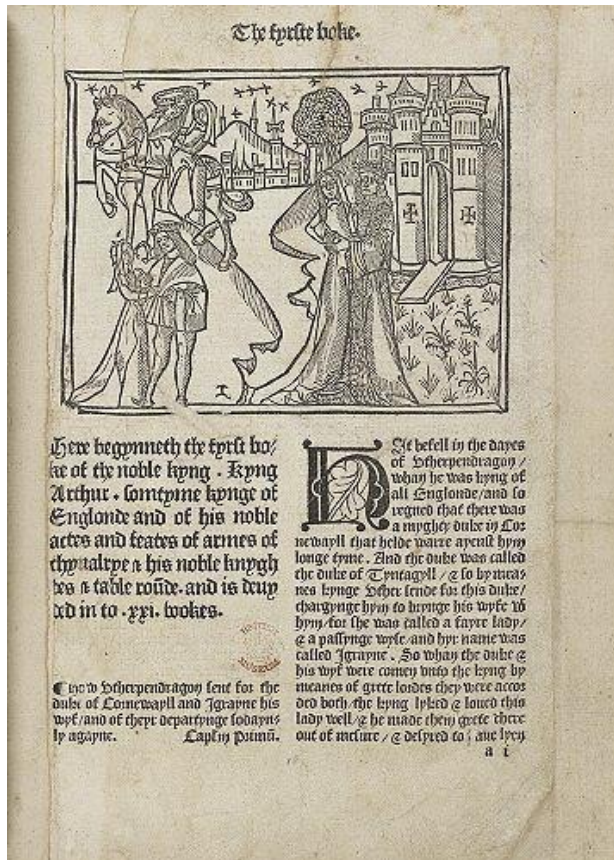 The fyrste boke.
Here begynneth the fyrst bo/
ke of the noble kyng . Kyng
Arthur . somtyme kynge of
Englonde and of his noble
actes and feates of armes of
chyualrye & his noble knygh
tes & table roūde. and is deuy
ded in to .xxi. bokes.
¶ How Vtherpendragon sent for the
duke of Cornewayll and Igrayne his
wyf/and of theyr departynge sodayn-
ly agayne.
HIt befell in the dayes
of Vtherpendragon /
whan he was kyng of
all Englonde/and so
regned that there was
a myghty duke in Cor
newayll that helde warre ayenst hym
longe tyme. And the duke was called
the duke of Tyntagyll / & so by mea-
nes kynge Vther sende for this duke/
chargynge hym to brynge his wyfe w
hym/for she was called a fayre lady/
& a passynge wyse/and hyr name was
called Igrayne. So whan the duke &
his wyf were comen vnto the kyng by
meanes of grete lordes they were accor
ded both/the kyng lyked & loued this
lady well/& he made them grete chere
out of mesure / & desyred to haue lyen
a i